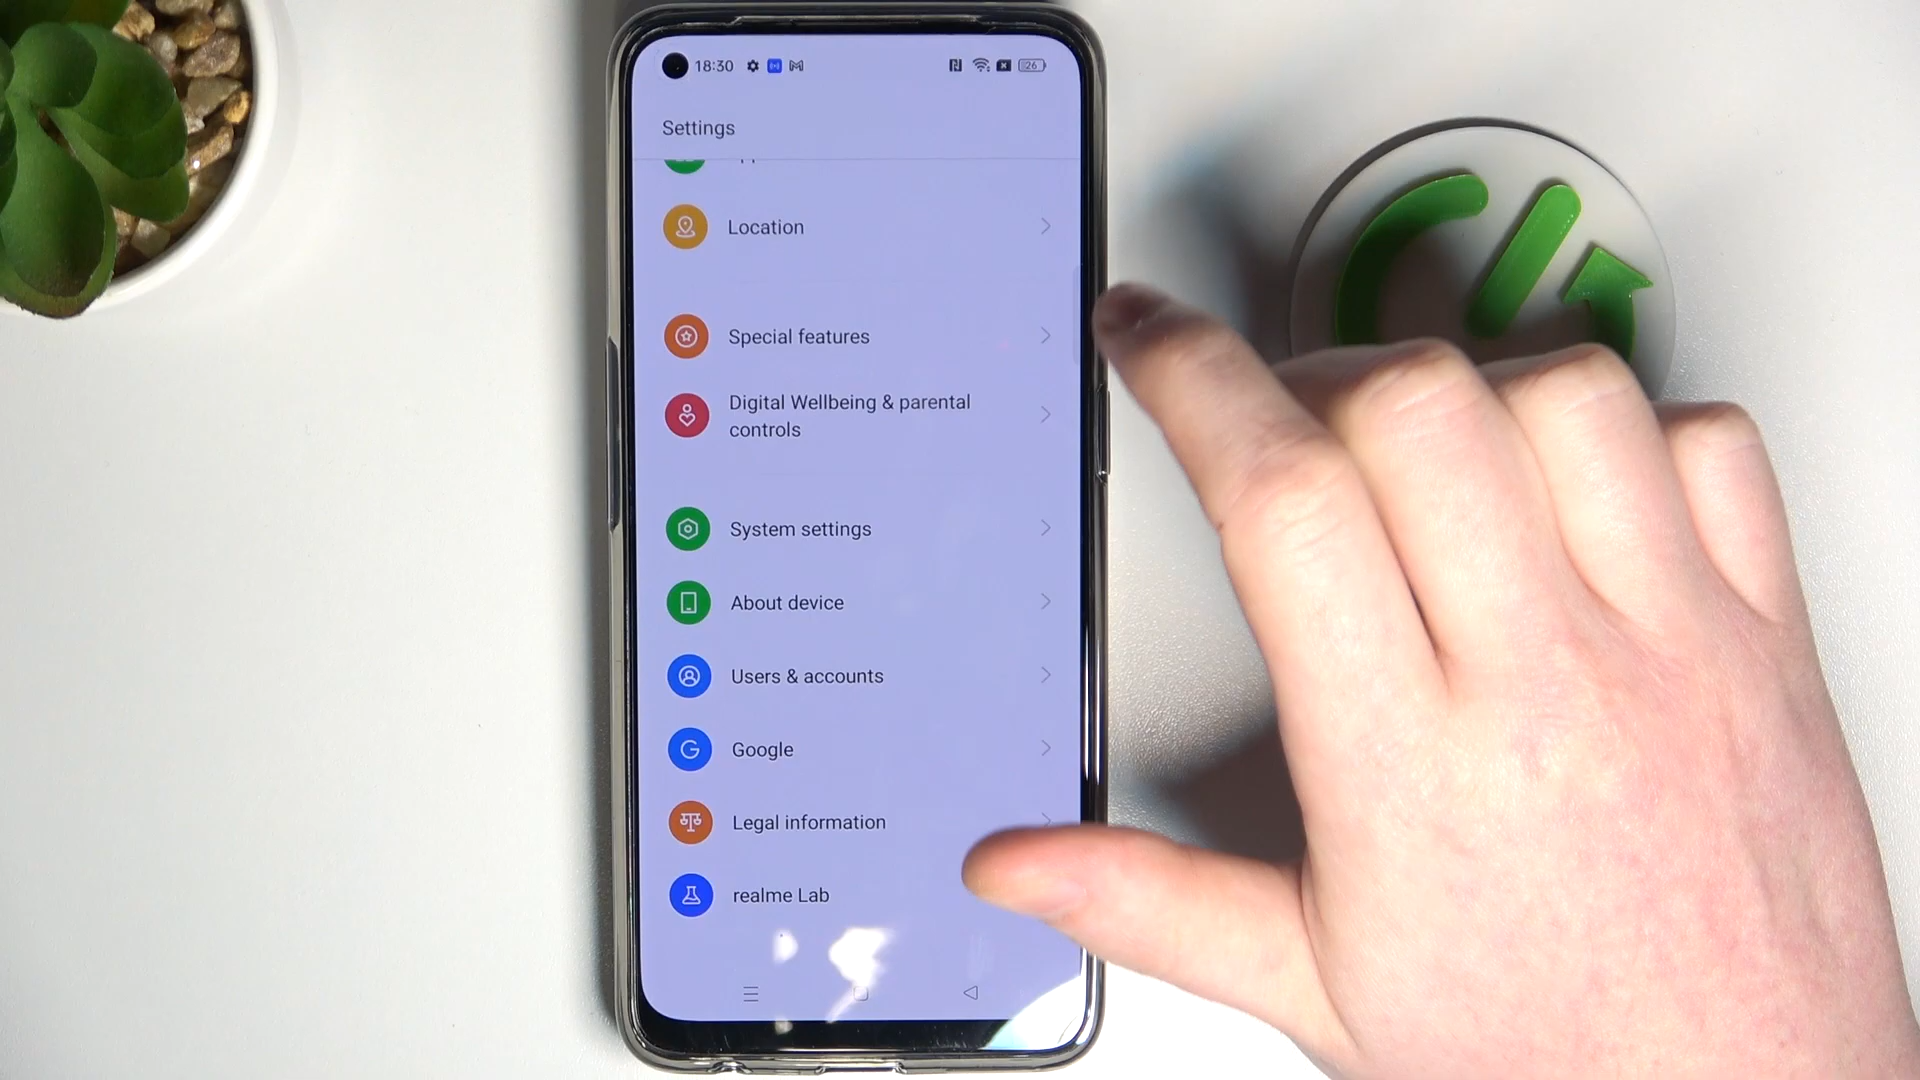 18:30
26
Settings
Location
Special features
Digital Wellbeing & parental
controls
System settings
About device
Users & accounts
Google
Legal information
realme Lab